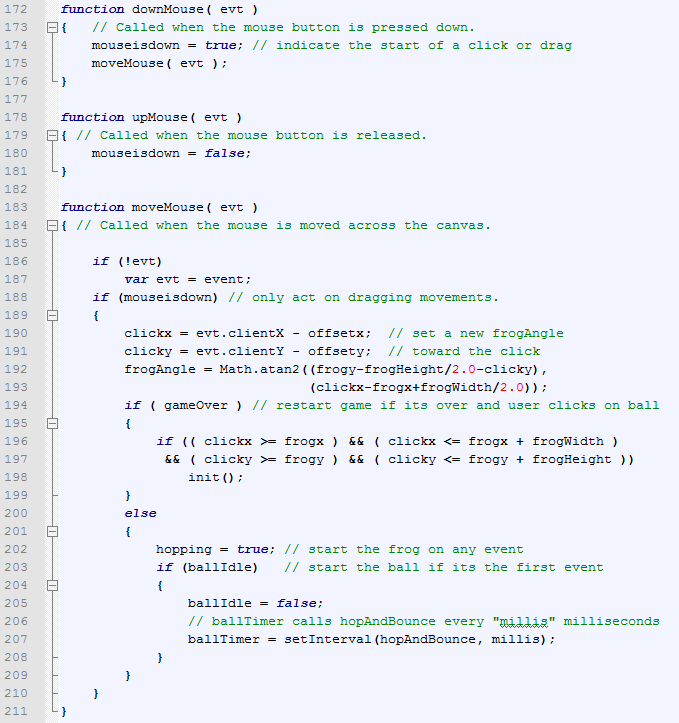 172 function downMouse( evt )
173 {   // Called when the mouse button is pressed down.
174     mouseisdown = true; // indicate the start of a click or drag
175     moveMouse( evt );
176 }
177
178 function upMouse( evt )
179 { // Called when the mouse button is released.
180     mouseisdown = false;
181 }
182
183 function moveMouse( evt )
184 { // Called when the mouse is moved across the canvas.
185
186     if (!evt)
187         var evt = event;
188     if (mouseisdown) // only act on dragging movements.
189     {
190         clickx = evt.clientX - offsetx;  // set a new frogAngle
191         clicky = evt.clientY - offsety;  // toward the click
192         frogAngle = Math.atan2((frogy-frogHeight/2.0-clicky),
193                                (clickx-frogx+frogWidth/2.0));
194         if ( gameOver ) // restart game if its over and user clicks on ball
195         {
196             if (( clickx >= frogx ) && ( clickx <= frogx + frogWidth )
197              && ( clicky >= frogy ) && ( clicky <= frogy + frogHeight ))
198                 init();
199         }
200         else
201         {
202             hopping = true; // start the frog on any event
203             if (ballIdle)   // start the ball if its the first event
204             {
205                 ballIdle = false;
206                 // ballTimer calls hopAndBounce every "millis" milliseconds
207                 ballTimer = setInterval(hopAndBounce, millis);
208             }
209         }
210     }
211 }